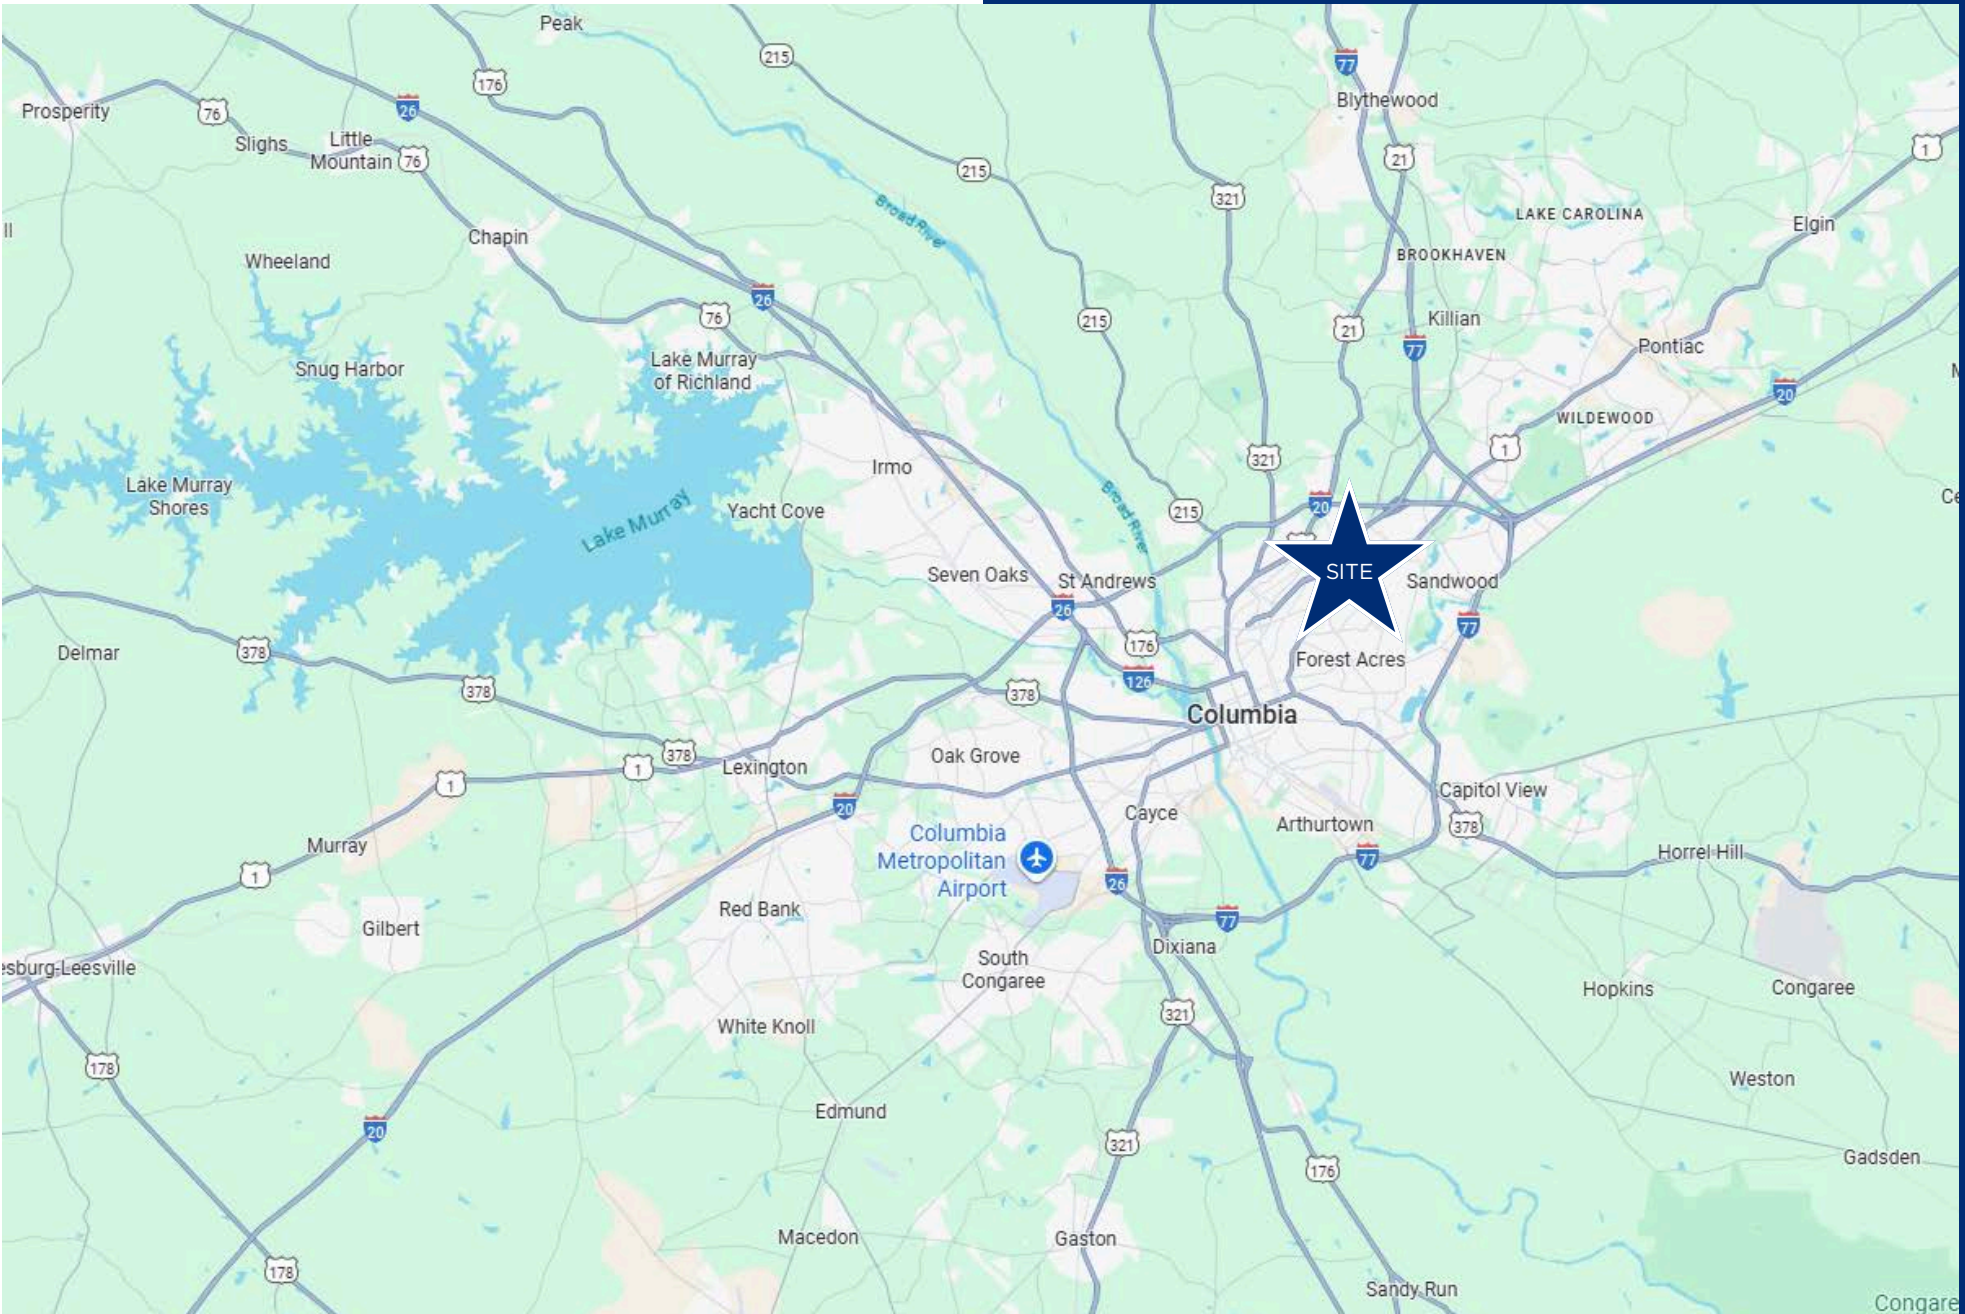 Peak
215
77
176
Blythewood
26
Prosperity
76
Slighs
Little
Mountain
76
21
1
215
321
Broad River
LAKE CAROLINA
Elgin
ll
Chapin
BROOKHAVEN
Wheeland
26
76
215
21
Killian
77
Pontiac
Lake Murray
of Richland
Snug Harbor
20
WILDEWOOD
1
321
Irmo
Lake Murray
Shores
Lake Murray
Yacht Cove
Broad River
215
20
Ce
SITE
Seven Oaks
St Andrews
Sandwood
26
77
378
Delmar
176
Forest Acres
126
378
378
Columbia
378
1
Lexington
Oak Grove
1
Capitol View
20
Cayce
Arthurtown
378
Columbia
Metropolitan
Airport
Murray
77
Horrel Hill
1
26
Red Bank
77
Gilbert
Dixiana
South
Congaree
esburg-Leesville
Hopkins
Congaree
White Knoll
321
178
Weston
Edmund
20
321
176
Gadsden
Macedon
Gaston
178
Sandy Run
Congare